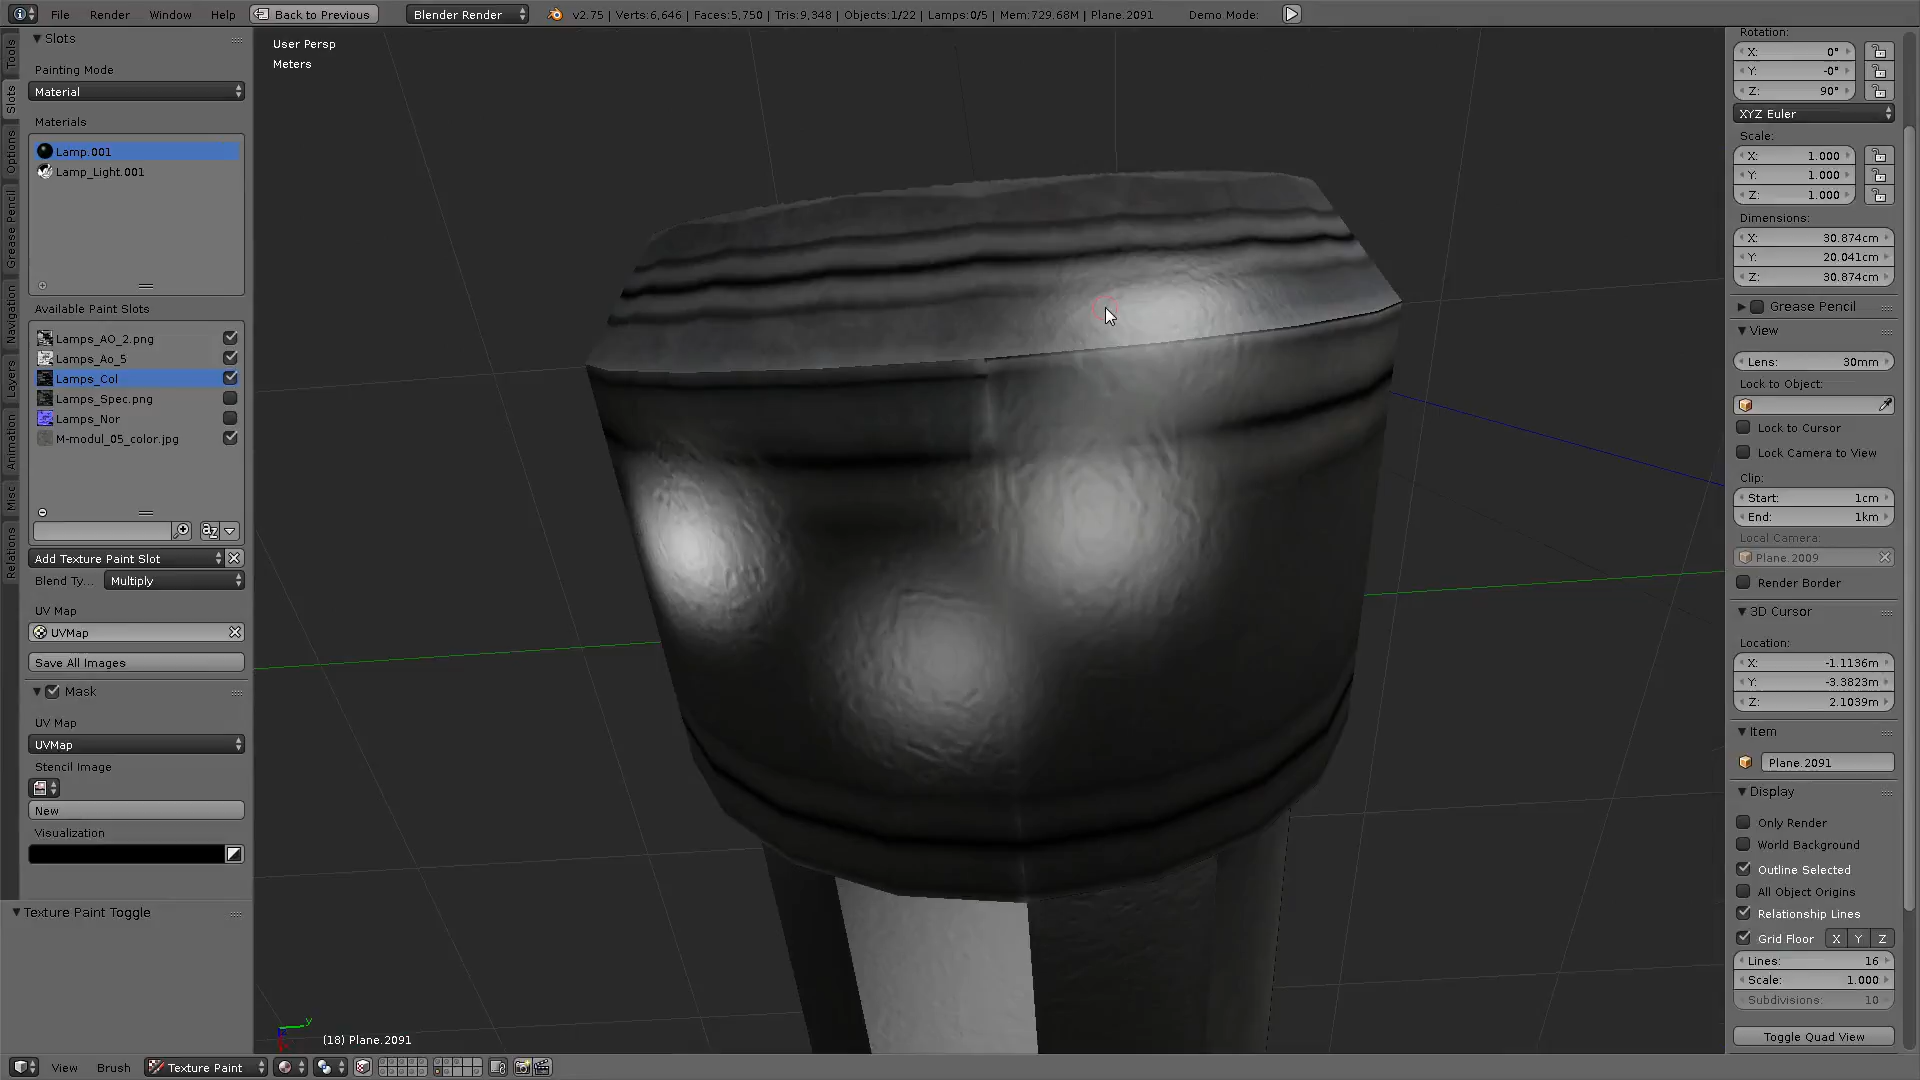 File Render Window Help Back to Previous Blender Render v2.75 | Verts:6,646 | Faces:5,750 | Tris:9,348 | Objects:1/22 | Lamps:0/5 | Mem:729.68M | Plane.2091 Demo Mode:
Tools
Slots
Options
Grease Pencil
Navigation
Layers
Animation
Misc
Relations
Slots
Painting Mode
Material
Materials
Lamp.001
Lamp_Light.001
Available Paint Slots
Lamps_AO_2.png
Lamps_Ao_5
Lamps_Col
Lamps_Spec.png
Lamps_Nor
M-modul_05_color.jpg
Add Texture Paint Slot
Blend Ty... Multiply
UV Map
UVMap
Save All Images
Mask
UV Map
UVMap
Stencil Image
New
Visualization
Texture Paint Toggle
User Persp
Meters
y
(18) Plane.2091
View Brush Texture Paint
Rotation:
X: 0°
Y: -0°
Z: 90°
XYZ Euler
Scale:
X: 1.000
Y: 1.000
Z: 1.000
Dimensions:
X: 30.874cm
Y: 20.041cm
Z: 30.874cm
Grease Pencil
View
Lens: 30mm
Lock to Object:
Lock to Cursor
Lock Camera to View
Clip:
Start: 1cm
End: 1km
Local Camera:
Plane.2009
Render Border
3D Cursor
Location:
X: -1.1136m
Y: -3.3823m
Z: 2.1039m
Item
Plane.2091
Display
Only Render
World Background
Outline Selected
All Object Origins
Relationship Lines
Grid Floor X Y Z
Lines: 16
Scale: 1.000
Subdivisions: 10
Toggle Quad View